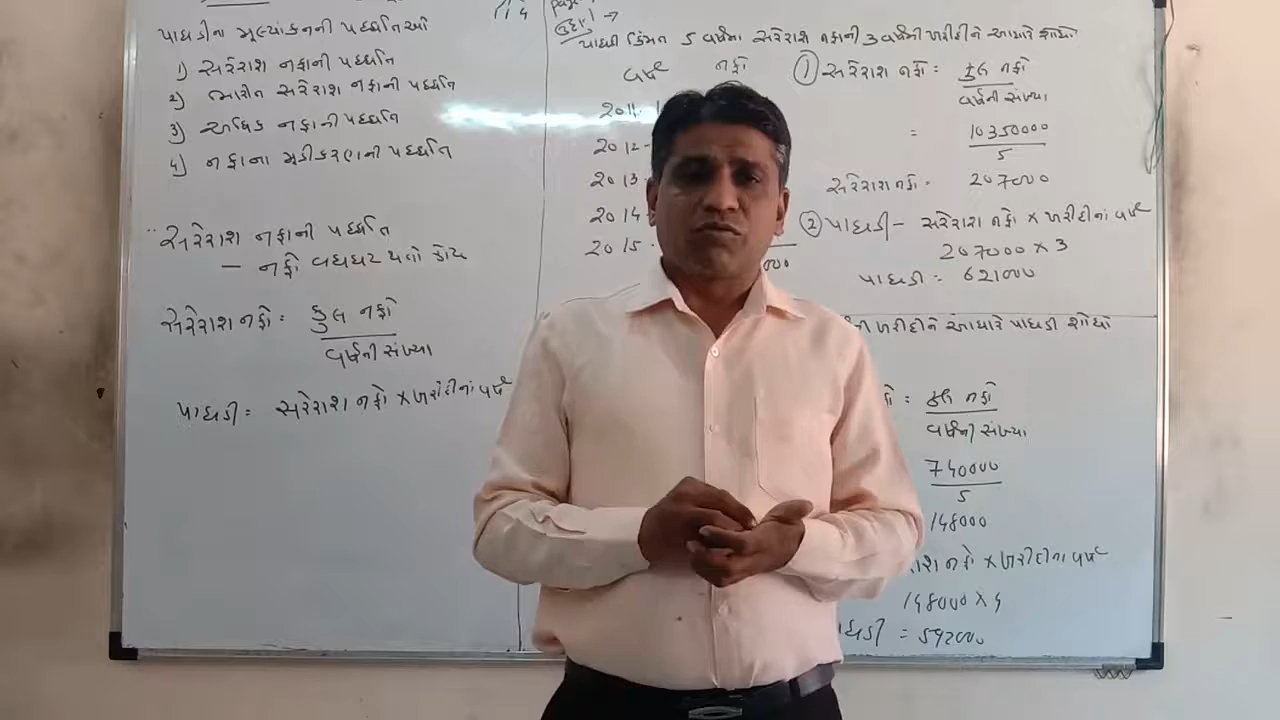 પાઘડીના મૂલ્યાંકનની પદ્ધતિઓ
1) સરેરાશ નફાની પદ્ધતિ
2) ભારીત સરેરાશ નફાની પદ્ધતિ
3) અધિક નફાની પદ્ધતિ
4) નફાના મૂડીકરણની પદ્ધતિ
સરેરાશ નફાની પદ્ધતિ
– નફો વધઘટ થતો હોય
સરેરાશ નફો = કુલ નફો
વર્ષની સંખ્યા
પાઘડી = સરેરાશ નફો × ખરીદીનાં વર્ષ
page
ઉદા.1 →
પાઘડી કિંમત 5 વર્ષના સરેરાશ નફાની 3 વર્ષની ખરીદીને આધારે શોધો
વર્ષ નફો
2011-
2012-
2013-
2014-
2015-
000
① સરેરાશ નફો = કુલ નફો
વર્ષની સંખ્યા
= 10350000
5
સરેરાશ નફો = 207000
② પાઘડી – સરેરાશ નફો × ખરીદીનાં વર્ષ
207000 × 3
પાઘડી = 621000
ખરીદીને આધારે પાઘડી શોધો
= કુલ નફો
વર્ષની સંખ્યા
740000
5
148000
નફો × ખરીદીના વર્ષ
148000 × 4
= 592000